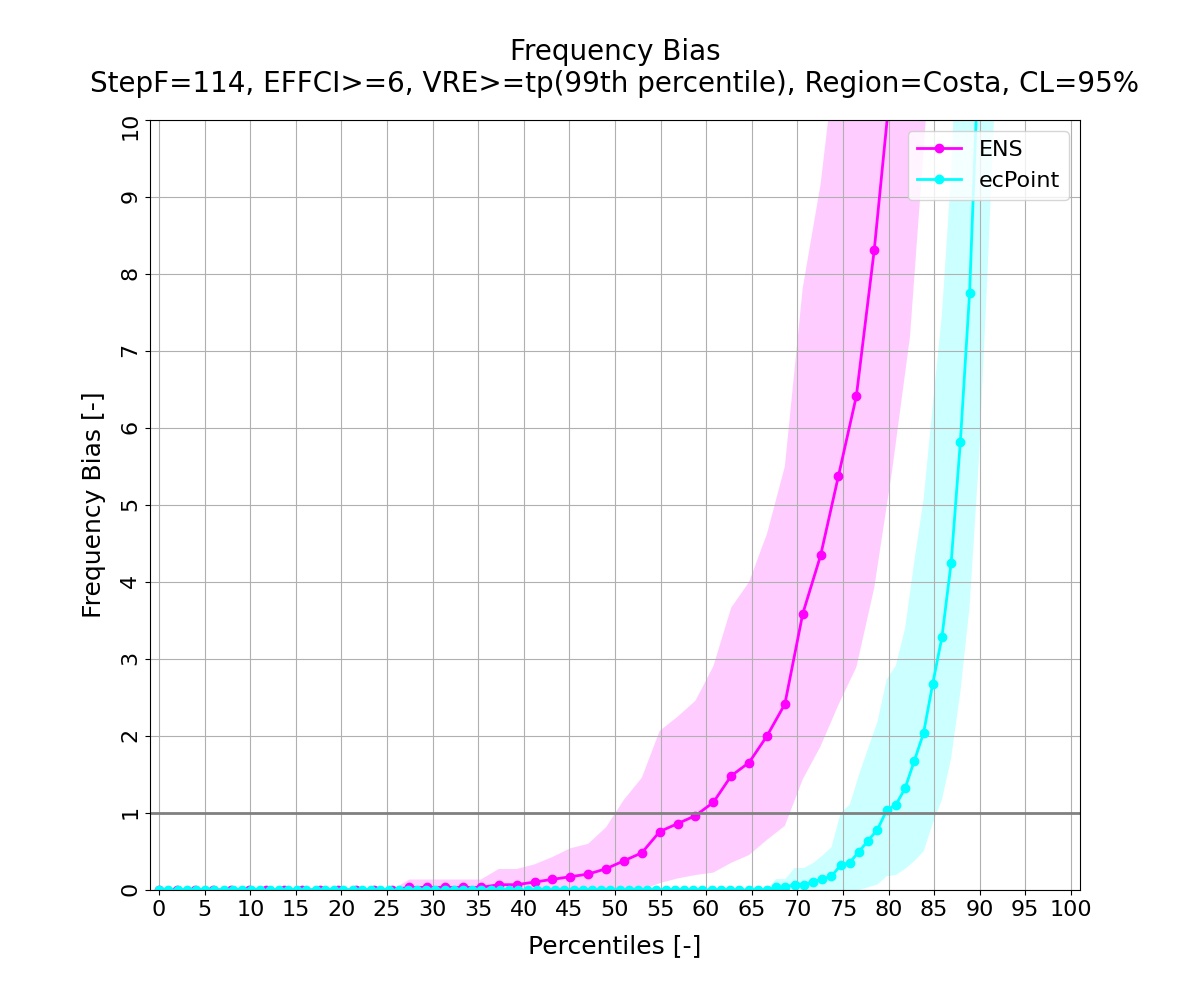 Frequency Bias
StepF=114, EFFCI>=6, VRE>=tp(99th percentile), Region=Costa, CL=95%
ENS
ecPoint
Frequency Bias [-]
10
9
8
7
6
5
4
3
2
1
0
0 5 10 15 20 25 30 35 40 45 50 55 60 65 70 75 80 85 90 95 100
Percentiles [-]